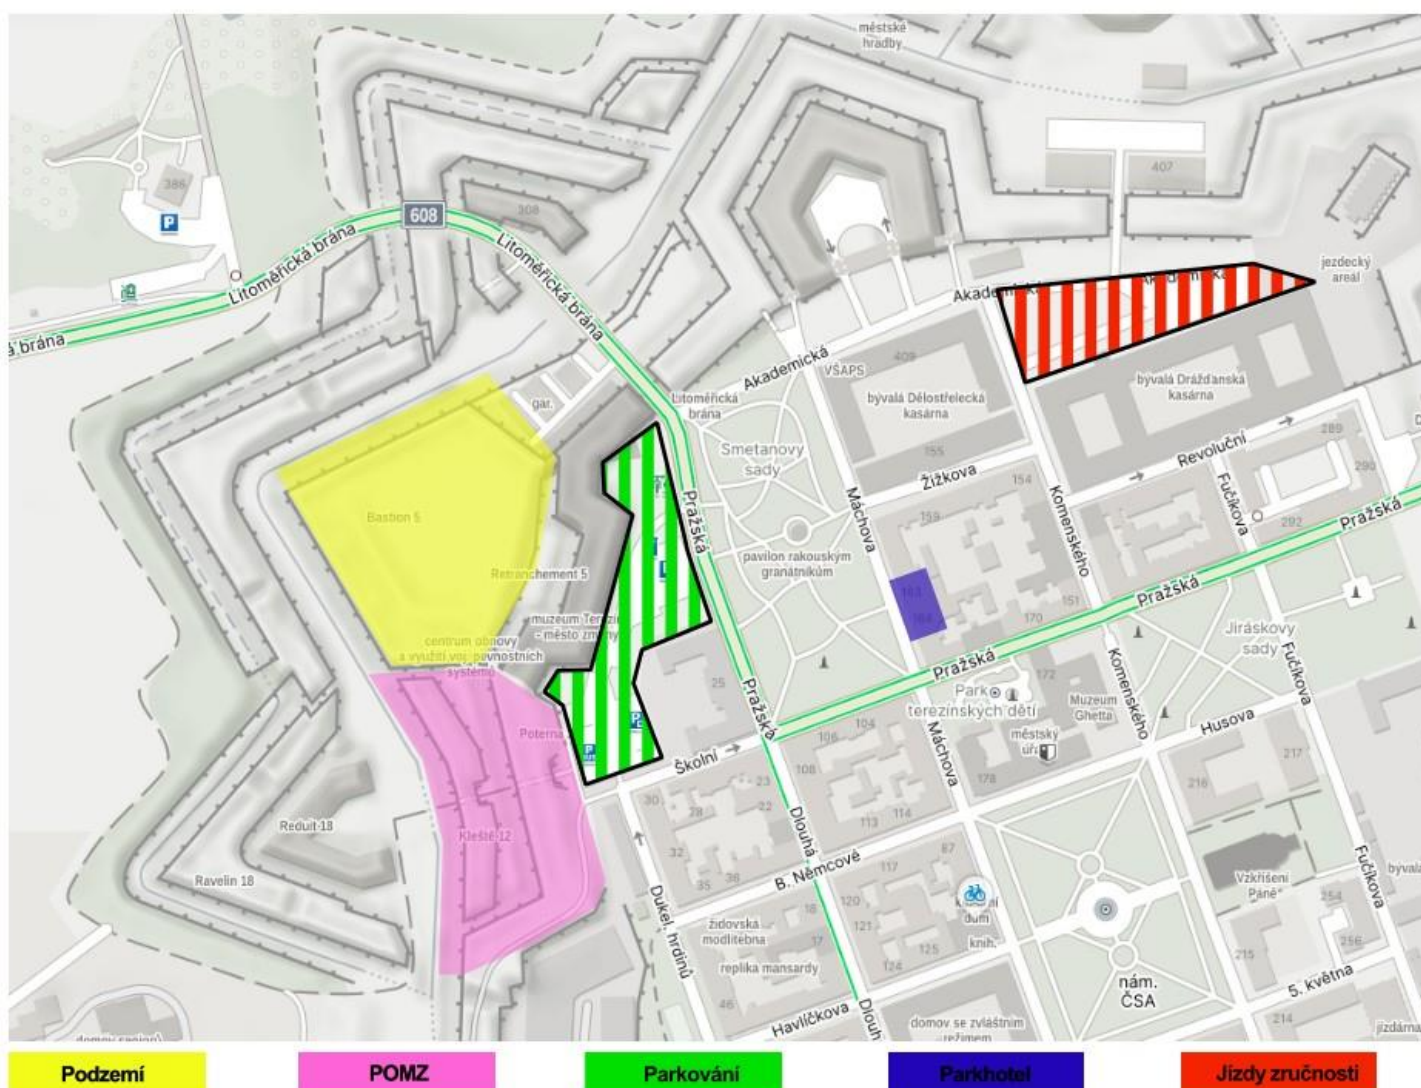 městské
hradby
386
P
308
407
608
Litoměřická brána
Litoměřická brána
á brána
jezdecký
areál
Akademická
Akademická
Akademická
409
VŠAPS
bývalá Dělostřelecká
kasárna
bývalá Drážďanská
kasárna
gar.
Litoměřická
brána
155
Smetanovy
sady
Žižkova
Revoluční
289
290
154
Máchova
Komenského
Fučíkova
292
Pražská
Pražská
159
Bastion 5
pavilon rakouským
granátníkům
Retranchement 5
muzeum Terezín
- město změny
163
164
170
151
Pražská
centrum obnovy
a využití voj. pevnostních
systémů
Jiráskovy
sady
Pražská
172
25
Pražská
Park
terezínských dětí
Muzeum
Ghetta
Komenského
Fučíkova
Husova
Poterna
P
P
104
106
městský
úřad
Máchova
Školní
108
178
217
216
23
22
30
28
Reduit 18
Kleště 12
114
113
Dlouhá
Ravelin 18
32
35
36
B. Němcové
87
117
Vzkříšení
Páně
Fučíkova
254
256
Dukel. hrdinů
židovská
modlitebna
18
17
120
121
125
124
knih.
dům
replika mansardy
215
46
nám.
ČSA
5. května
Havlíčkova
Dlouh
domov se zvláštním
režimem
214
jízdárna
Podzemí
POMZ
Parkování
Parkhotel
Jízdy zručnosti